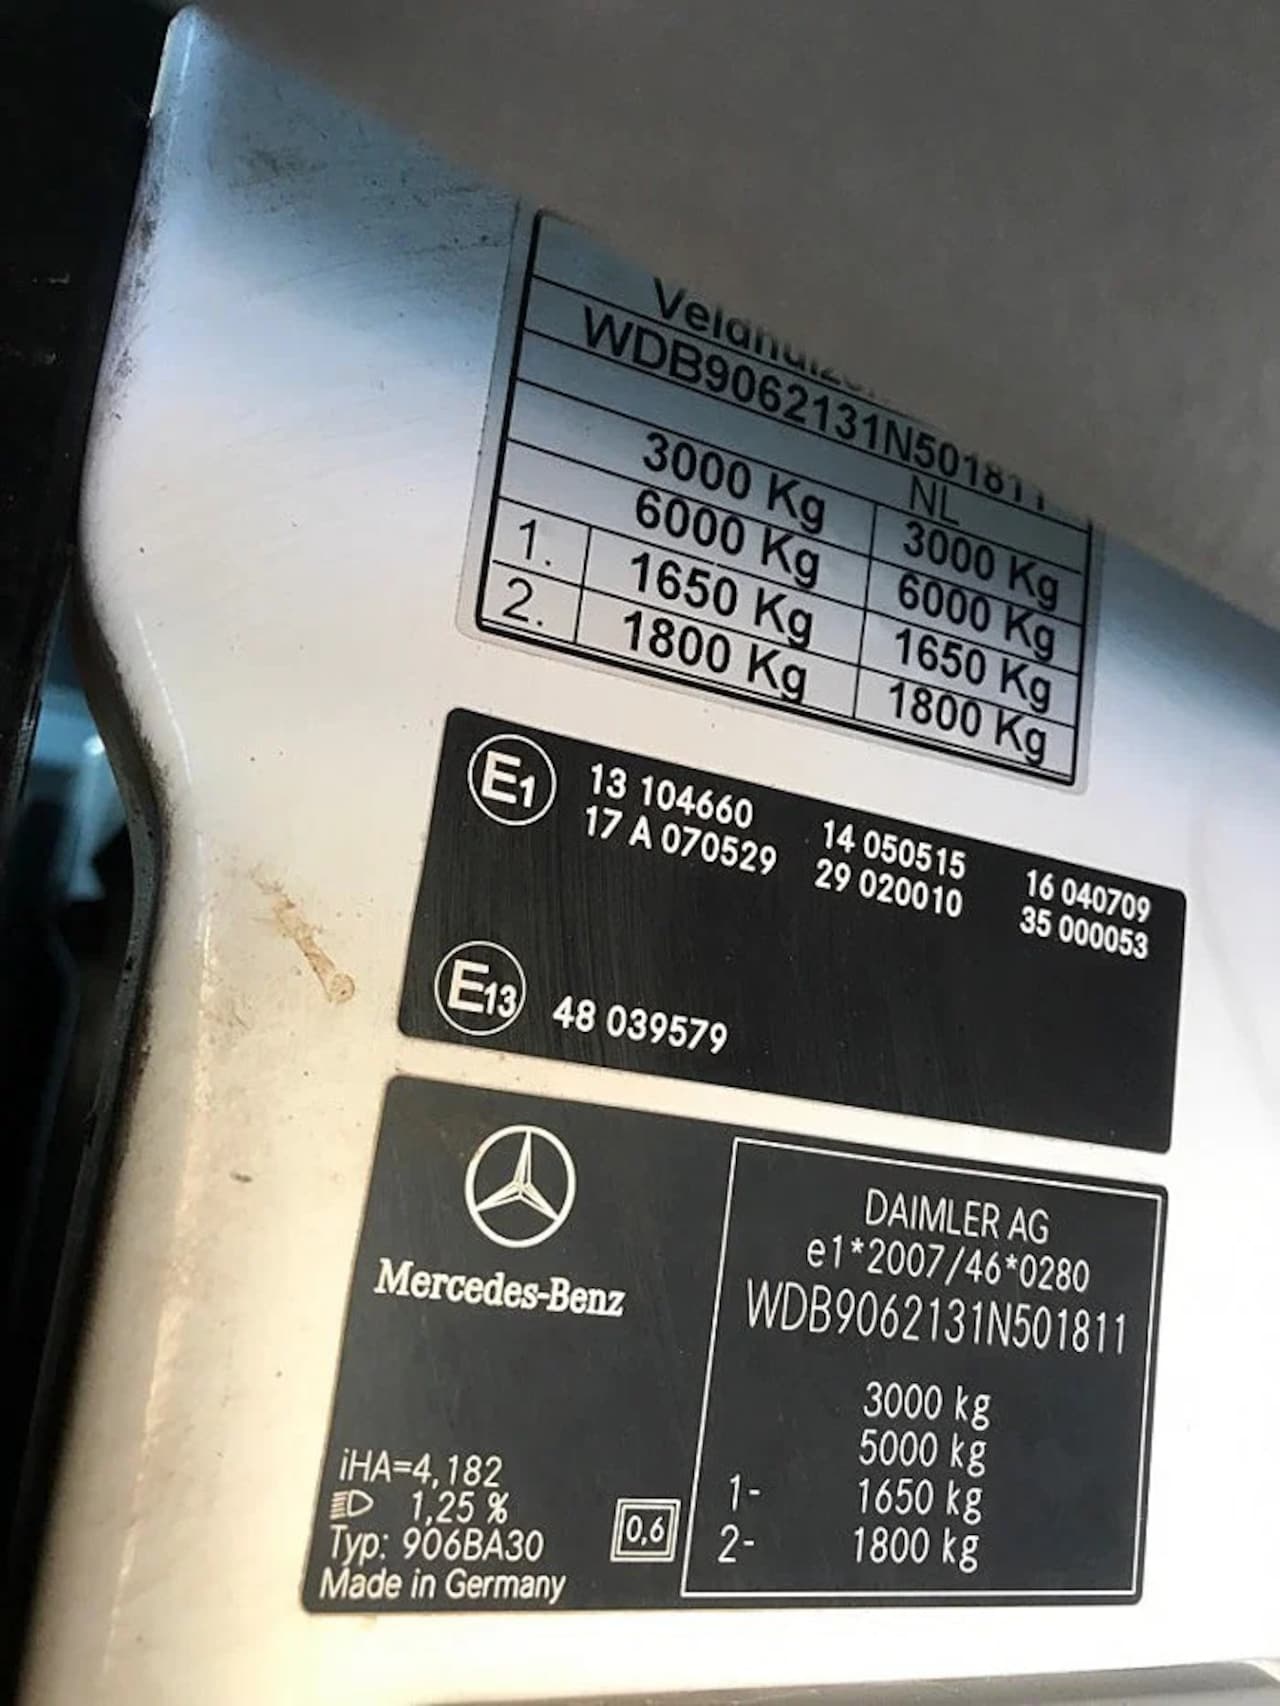 WDB9062131N501811
NL
3000 Kg 3000 Kg
6000 Kg 6000 Kg
1. 1650 Kg 1650 Kg
2. 1800 Kg 1800 Kg
E1 13 104660 14 050515 16 040709
17 A 070529 29 020010 35 000053
E13 48 039579
Mercedes-Benz
iHA=4,182
1,25 %
Typ: 906BA30
Made in Germany
0,6
DAIMLER AG
e1*2007/46*0280
WDB9062131N501811
3000 kg
5000 kg
1- 1650 kg
2- 1800 kg